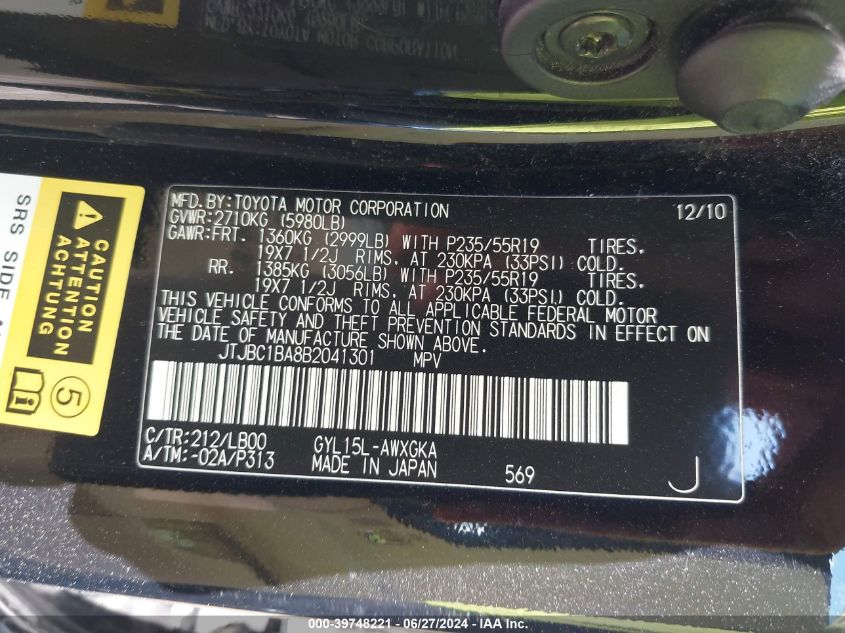 MFD.BY:TOYOTA MOTOR CORPORATION 12/10
GVWR:2710KG (5980LB)
GAWR:FRT. 1360KG (2999LB) WITH P235/55R19 TIRES.
19X7 1/2J RIMS. AT 230KPA (33PSI) COLD.
RR. 1385KG (3056LB) WITH P235/55R19 TIRES.
19X7 1/2J RIMS. AT 230KPA (33PSI) COLD.
THIS VEHICLE CONFORMS TO ALL APPLICABLE FEDERAL MOTOR
VEHICLE SAFETY AND THEFT PREVENTION STANDARDS IN EFFECT ON
THE DATE OF MANUFACTURE SHOWN ABOVE.
JTJBC1BA8B2041301 MPV
C/TR:212/LB00 GYL15L-AWXGKA
A/TM:-02A/P313 MADE IN JAPAN 569 J
CAUTION
ATTENTION
ACHTUNG
5
SRS SIDE
000-39748221 - 06/27/2024 - IAA Inc.